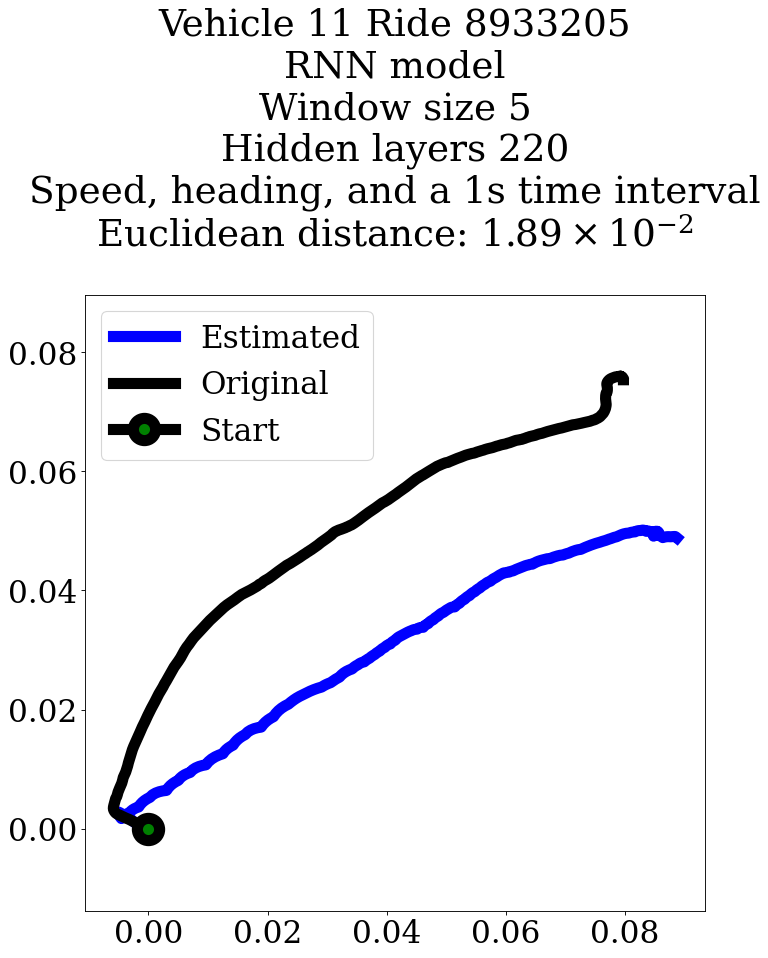 Vehicle 11 Ride 8933205
RNN model
Window size 5
Hidden layers 220
Speed, heading, and a 1s time interval
Euclidean distance: 1.89 × 10⁻²
Estimated
Original
Start
0.08
0.06
0.04
0.02
0.00
0.00 0.02 0.04 0.06 0.08